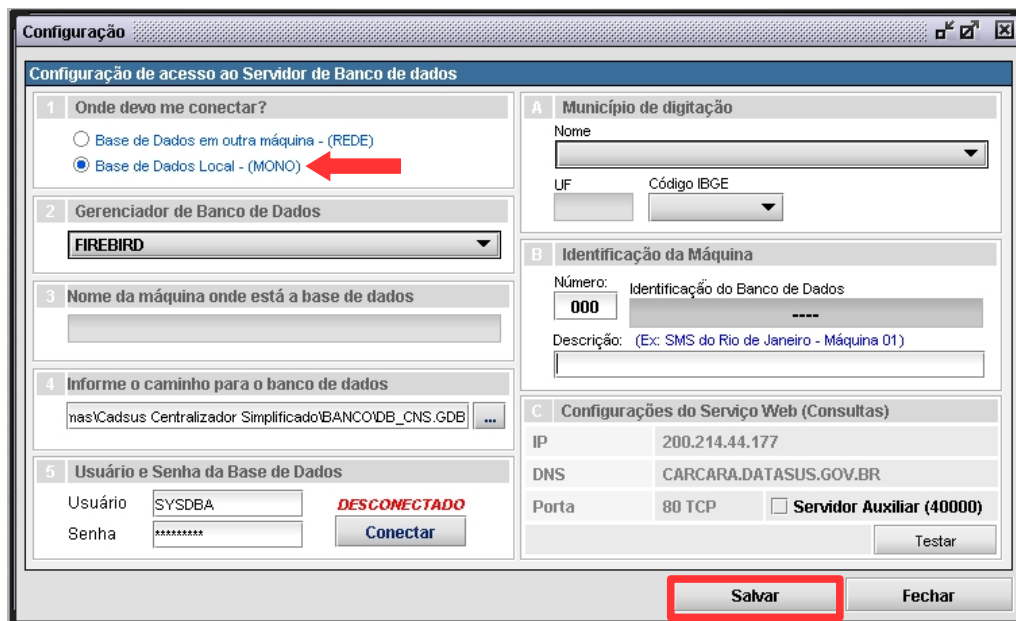 Configuração
Configuração de acesso ao Servidor de Banco de dados
1 Onde devo me conectar?
Base de Dados em outra máquina - (REDE)
Base de Dados Local - (MONO)
2 Gerenciador de Banco de Dados
FIREBIRD
3 Nome da máquina onde está a base de dados
4 Informe o caminho para o banco de dados
nas\Cadsus Centralizador Simplificado\BANCO\DB_CNS.GDB ...
5 Usuário e Senha da Base de Dados
Usuário SYSDBA DESCONECTADO
Senha ********* Conectar
A Município de digitação
Nome
UF Código IBGE
B Identificação da Máquina
Número: Identificação do Banco de Dados
000 ----
Descrição: (Ex: SMS do Rio de Janeiro - Máquina 01)
C Configurações do Serviço Web (Consultas)
IP 200.214.44.177
DNS CARCARA.DATASUS.GOV.BR
Porta 80 TCP Servidor Auxiliar (40000)
Testar
Salvar Fechar